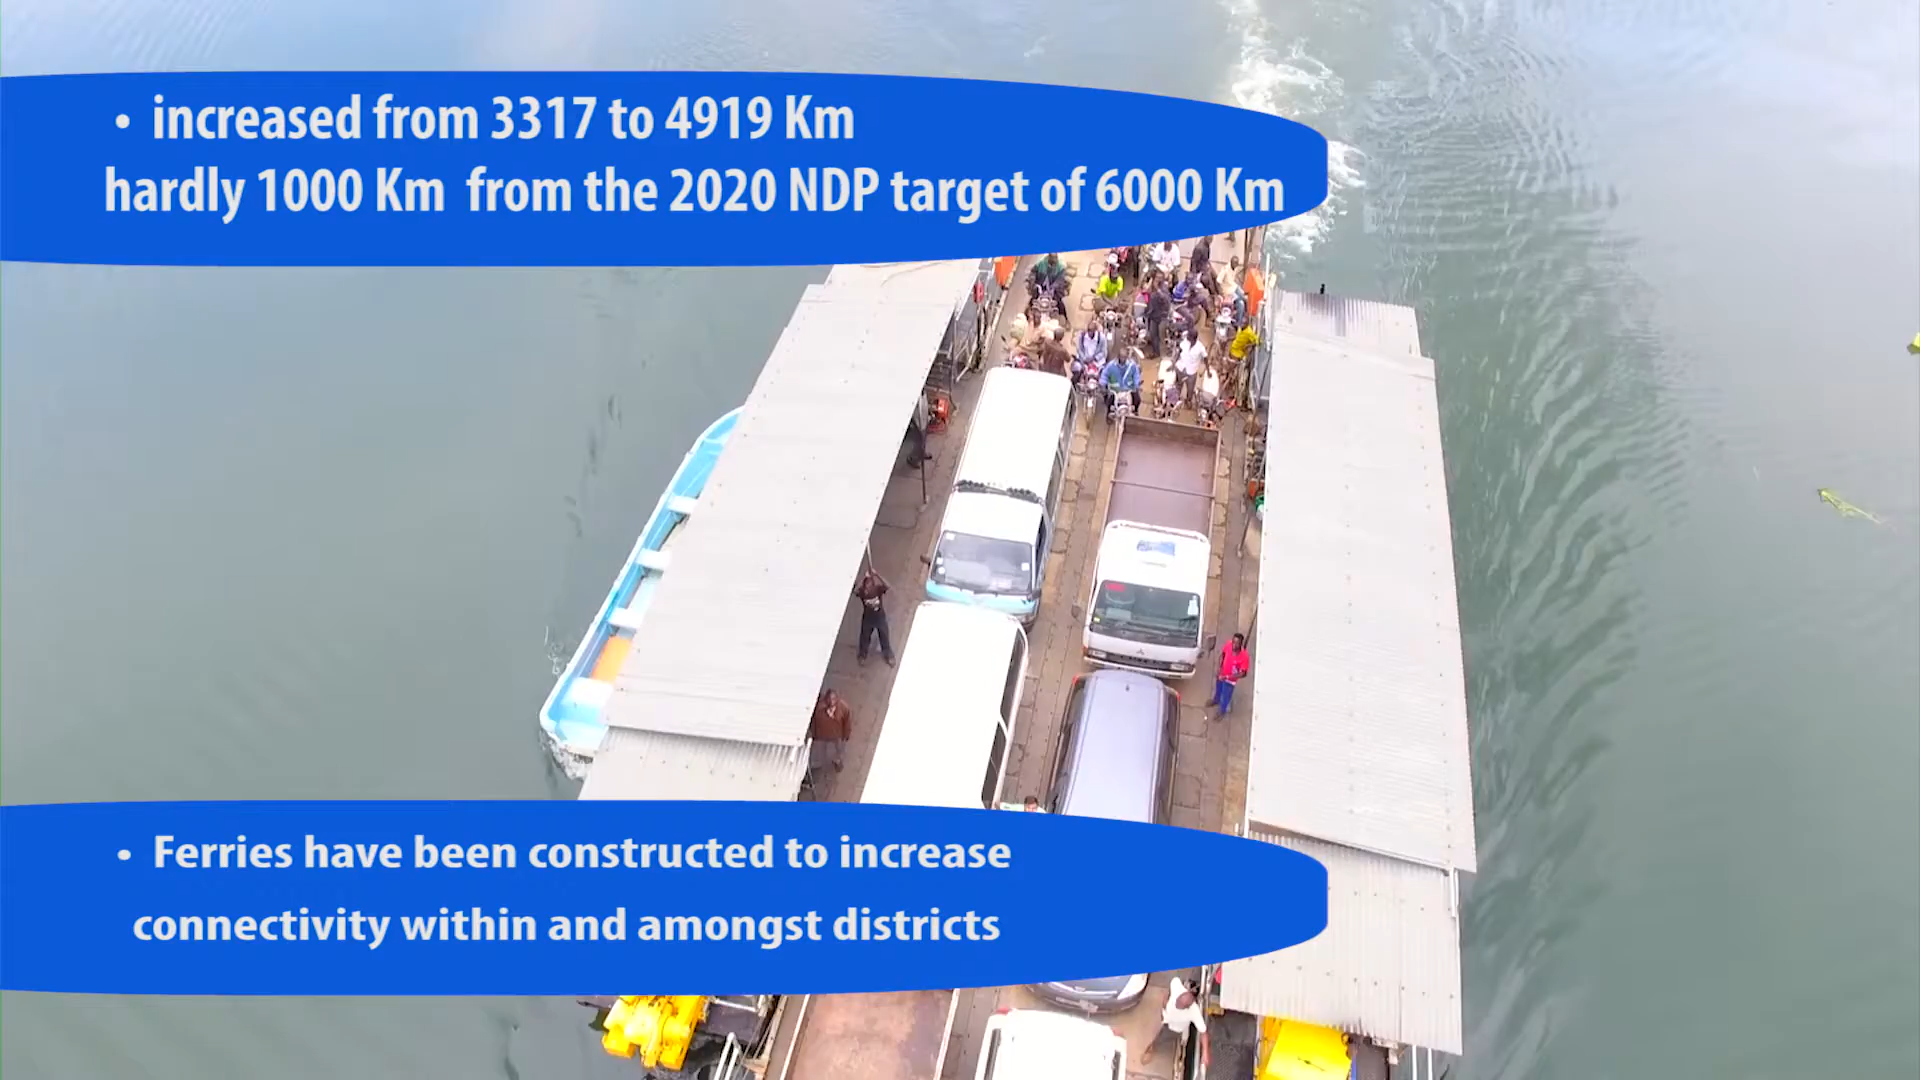 • increased from 3317 to 4919 Km
hardly 1000 Km from the 2020 NDP target of 6000 Km
• Ferries have been constructed to increase
connectivity within and amongst districts